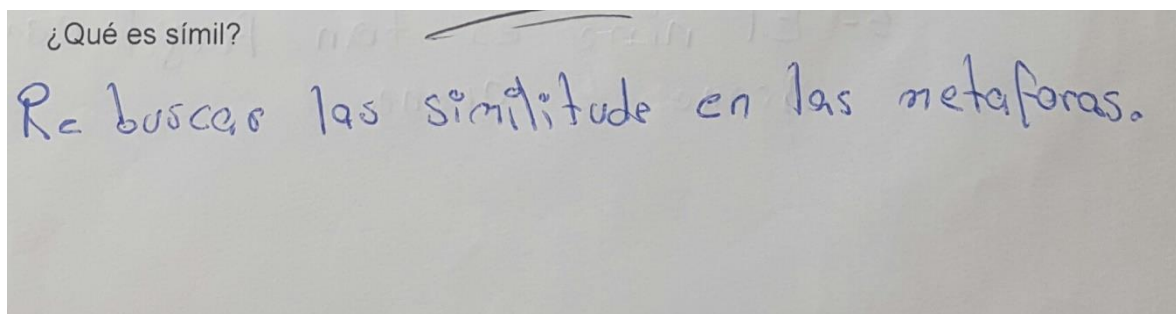 ¿Qué es símil?
R= buscar las similitude en las metaforas.